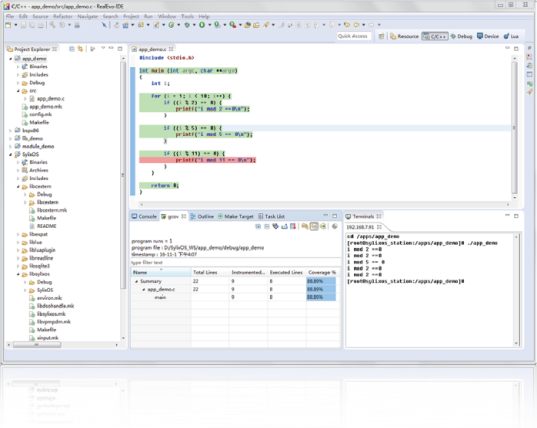 C/C++ - app_demo/src/app_demo.c - RealEvo-IDE
File Edit Source Refactor Navigate Search Project Run Window Tools Help
Quick Access
Resource C/C++ Debug Device Lua
Project Explorer
app_demo
Binaries
Includes
Debug
src
app_demo.c
app_demo.mk
config.mk
Makefile
lib_demo
module_demo
SylixOS
Binaries
Archives
Includes
libcextern
Debug
libcextern
libcextern.mk
Makefile
README
libexpat
libluaplugin
libreadline
libsqlite3
libsylixos
Debug
SylixOS
environ.mk
libdsohandle.mk
libsylixos.mk
libvpmpdm.mk
Makefile
xinput.mk
app_demo.c
#include <stdio.h>
int main (int argc, char **argv)
{
int i;
for (i = 1; i < 10; i++) {
if ((i % 2) == 0) {
printf("i mod 2 ==0\n");
}
if ((i % 5) == 0) {
printf("i mod 5 == 0\n");
}
if ((i % 11) == 0) {
printf("i mod 11 == 0\n");
}
}
return 0;
}
Console gcov Outline Make Target Task List
program runs = 1
program file : D:/SylixOS_WS/app_demo/debug/app_demo
timestamp : 16-11-1 下午4:07
type filter text
Name Total Lines Instrumented... Executed Lines Coverage %
Summary 22 9 8 88.89%
app_demo.c 22 9 8 88.89%
main 9 8 88.89%
Terminals
192.168.7.91
cd /apps/app_demo
[root@sylixos_station:/apps/app_demo]# ./app_demo
i mod 2 ==0
i mod 2 ==0
i mod 5 == 0
i mod 2 ==0
i mod 2 ==0
[root@sylixos_station:/apps/app_demo]#